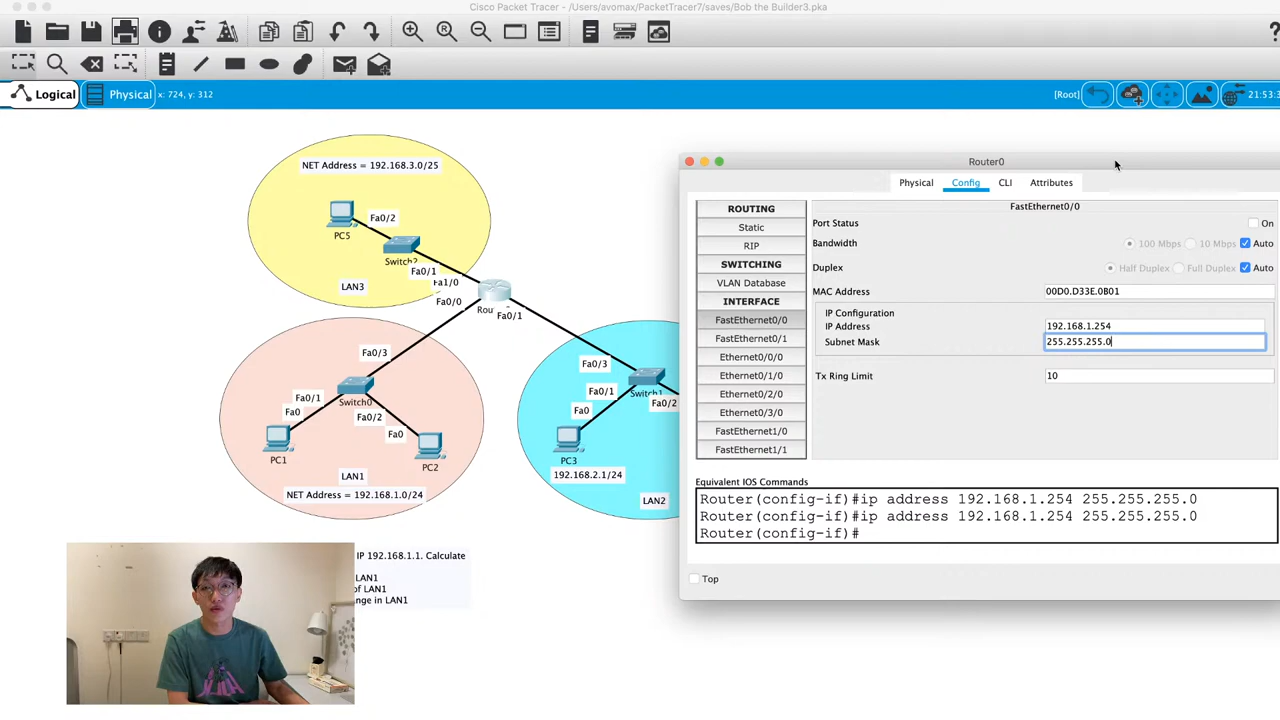 Cisco Packet Tracer - /Users/avomax/PacketTracer7/saves/Bob the Builder3.pka
Logical
Physical
x: 724, y: 312
[Root]
21:53:3
NET Address = 192.168.3.0/25
PC5
Fa0/2
Switch2
Fa0/1
Fa1/0
LAN3
Fa0/0
Rou
Fa0/1
Fa0/3
Fa0/1
Fa0
Switch0
Fa0/2
Fa0
PC1
PC2
LAN1
NET Address = 192.168.1.0/24
Fa0/3
Fa0/1
Switch1
Fa0/2
Fa0
PC3
192.168.2.1/24
LAN2
IP 192.168.1.1. Calculate
LAN1
of LAN1
nge in LAN1
Router0
Physical
Config
CLI
Attributes
ROUTING
Static
RIP
SWITCHING
VLAN Database
INTERFACE
FastEthernet0/0
FastEthernet0/1
Ethernet0/0/0
Ethernet0/1/0
Ethernet0/2/0
Ethernet0/3/0
FastEthernet1/0
FastEthernet1/1
FastEthernet0/0
Port Status
On
Bandwidth
100 Mbps
10 Mbps
Auto
Duplex
Half Duplex
Full Duplex
Auto
MAC Address
00D0.D33E.0B01
IP Configuration
IP Address
192.168.1.254
Subnet Mask
255.255.255.0
Tx Ring Limit
10
Equivalent IOS Commands
Router(config-if)#ip address 192.168.1.254 255.255.255.0
Router(config-if)#ip address 192.168.1.254 255.255.255.0
Router(config-if)#
Top